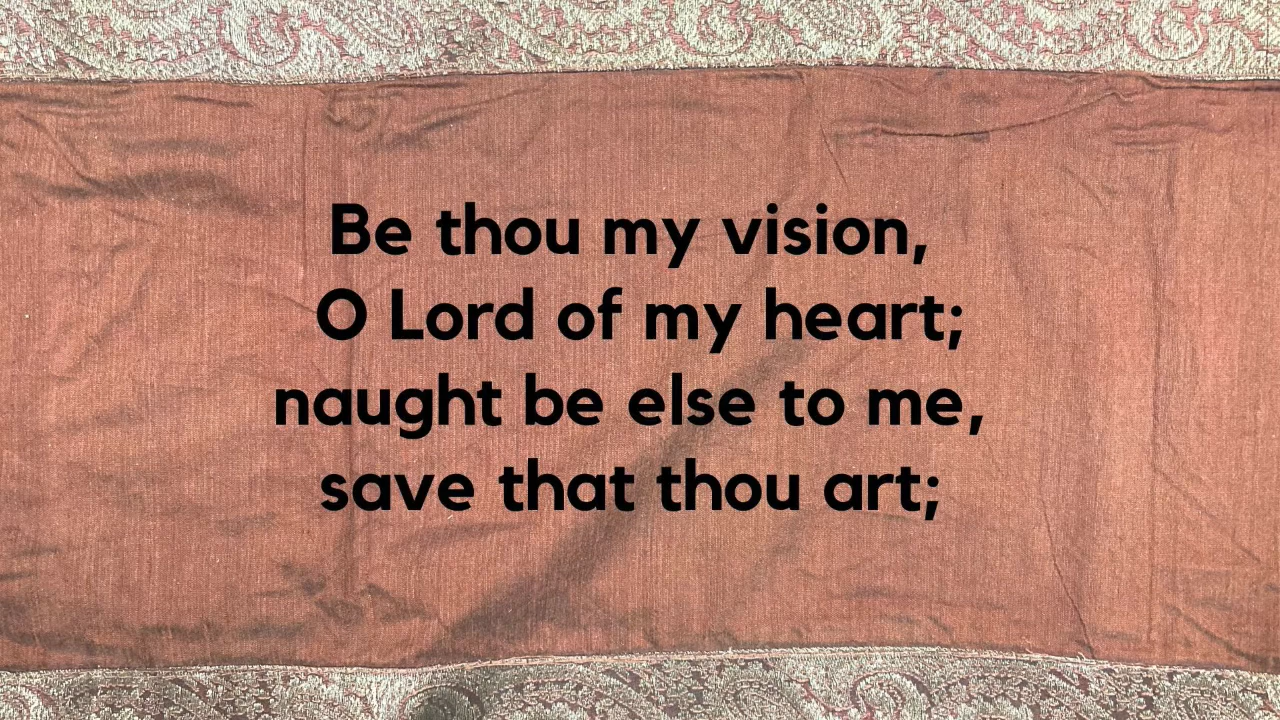 Be thou my vision,
O Lord of my heart;
naught be else to me,
save that thou art;